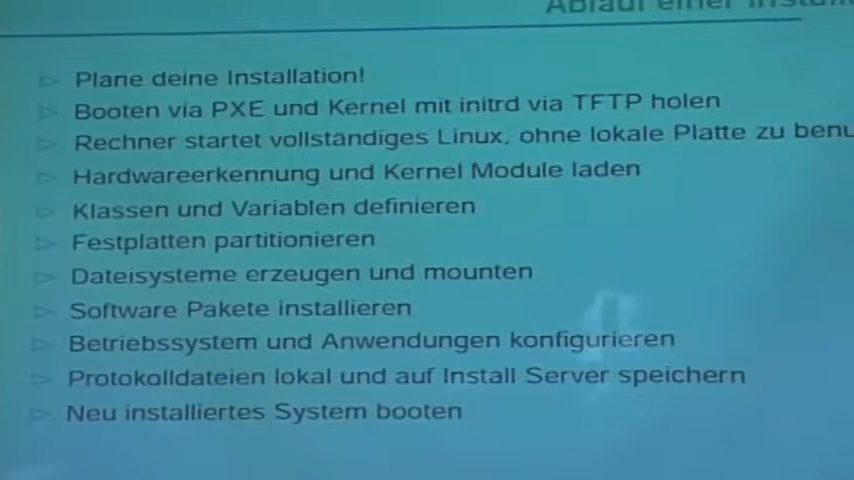 Ablauf einer
Plane deine Installation!
Booten via PXE und Kernel mit initrd via TFTP holen
Rechner startet vollständiges Linux, ohne lokale Platte zu
Hardwareerkennung und Kernel Module laden
Klassen und Variablen definieren
Festplatten partitionieren
Dateisysteme erzeugen und mounten
Software Pakete installieren
Betriebssystem und Anwendungen konfigurieren
Protokolldateien lokal und auf Install Server speichern
Neu installiertes System booten